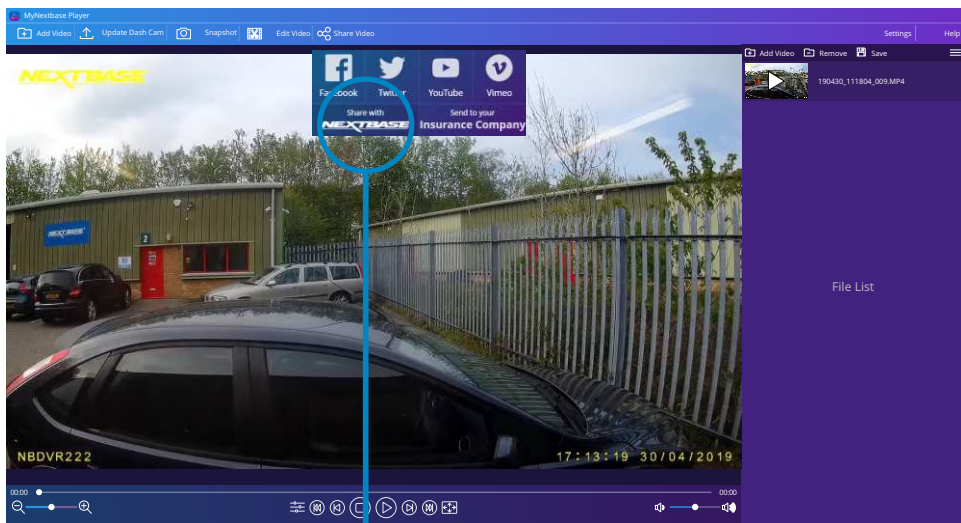 MyNextbase Player
Add Video Update Dash Cam Snapshot Edit Video Share Video Settings Help
Add Video Remove Save
190430_111804_009.MP4
NEXTBASE
Facebook Twitter YouTube Vimeo
Share with
NEXTBASE
Send to your
Insurance Company
NEXTBASE
2
File List
NBDVR222
17:13:19 30/04/2019
00:00
00:00